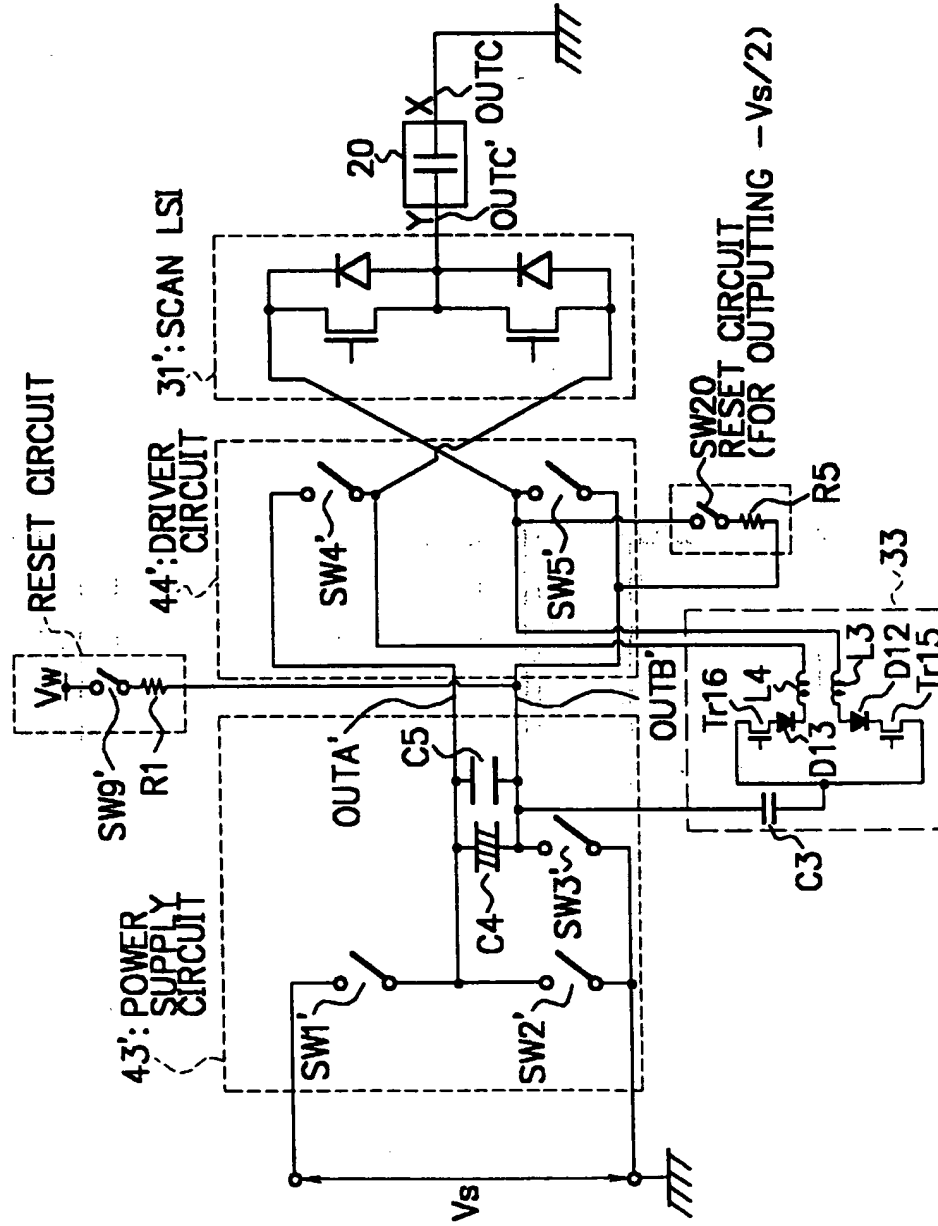 RESET CIRCUIT
Vw
SW9'
R1
43': POWER
SUPPLY
CIRCUIT
44': DRIVER
CIRCUIT
31': SCAN LSI
SW1'
SW2'
SW3'
C4
C5
OUTA'
OUTB'
SW4'
SW5'
20
X
OUTC
Y
OUTC'
SW20
RESET CIRCUIT
(FOR OUTPUTTING -Vs/2)
R5
33
Tr16
L4
D13
L3
D12
Tr15
C3
Vs